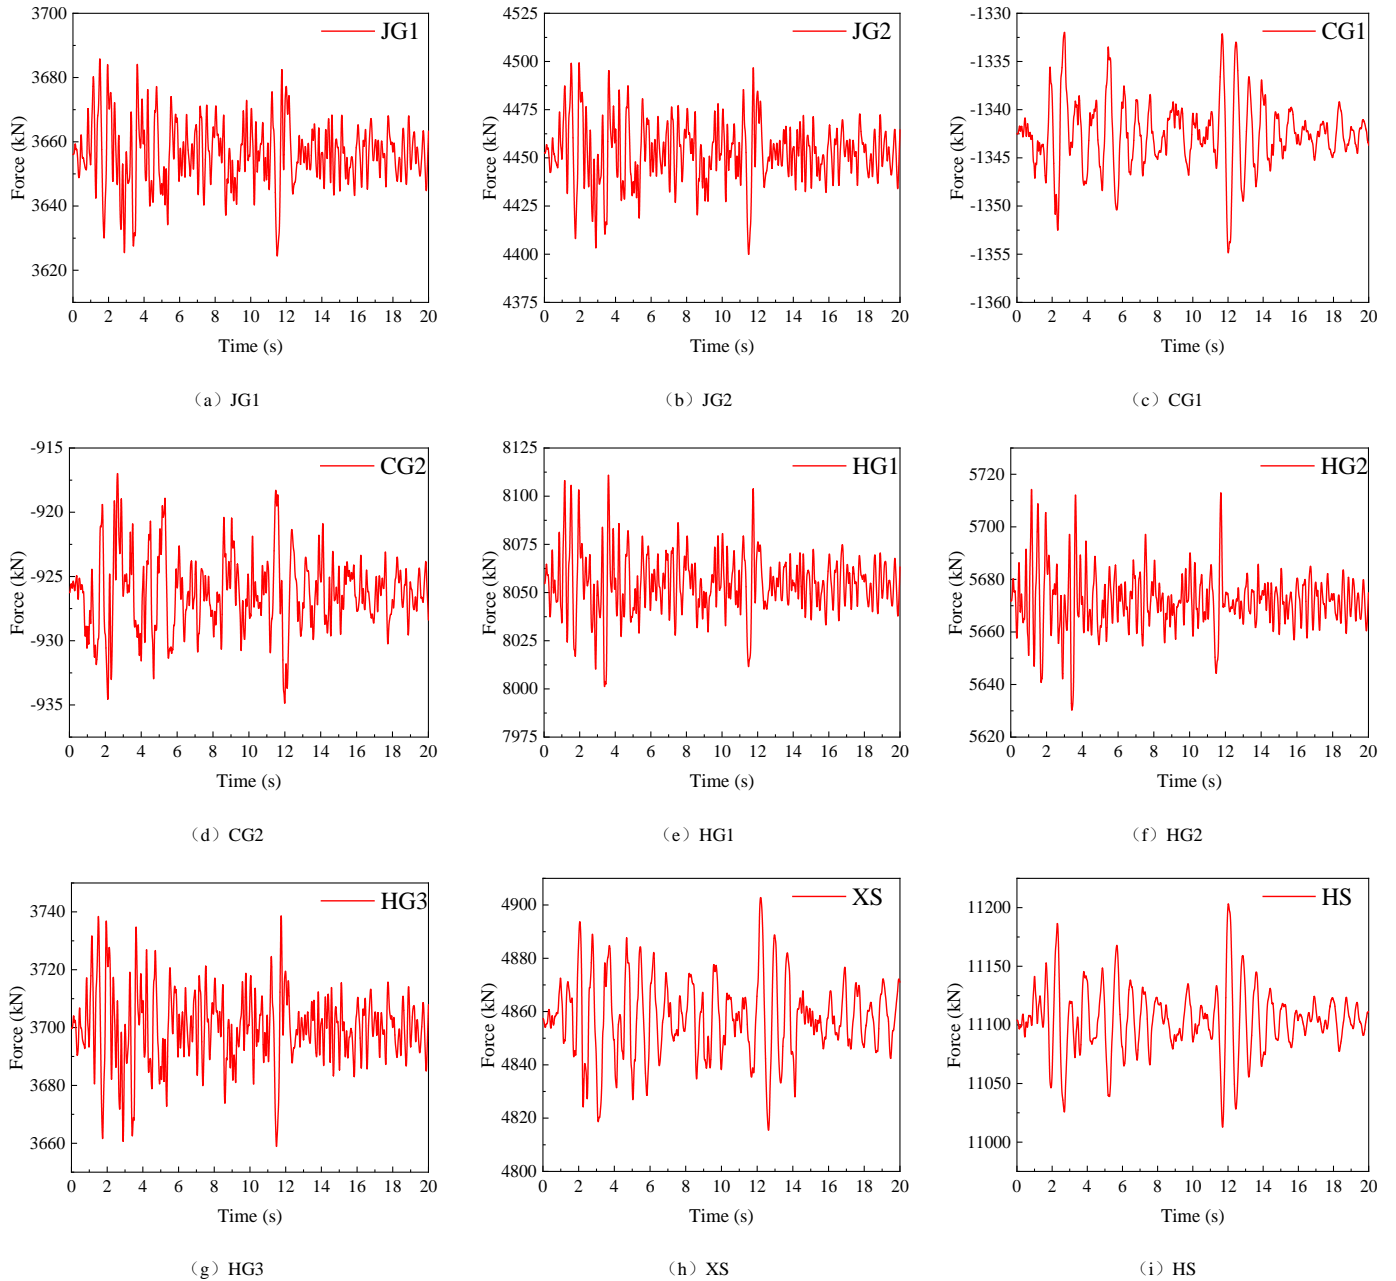 JG1
Force (kN)
3700
3680
3660
3640
3620
0 2 4 6 8 10 12 14 16 18 20
Time (s)
（a）JG1
JG2
Force (kN)
4525
4500
4475
4450
4425
4400
4375
0 2 4 6 8 10 12 14 16 18 20
Time (s)
（b）JG2
CG1
Force (kN)
-1330
-1335
-1340
-1345
-1350
-1355
-1360
0 2 4 6 8 10 12 14 16 18 20
Time (s)
（c）CG1
CG2
Force (kN)
-915
-920
-925
-930
-935
0 2 4 6 8 10 12 14 16 18 20
Time (s)
（d）CG2
HG1
Force (kN)
8125
8100
8075
8050
8025
8000
7975
0 2 4 6 8 10 12 14 16 18 20
Time (s)
（e）HG1
HG2
Force (kN)
5720
5700
5680
5660
5640
5620
0 2 4 6 8 10 12 14 16 18 20
Time (s)
（f）HG2
HG3
Force (kN)
3740
3720
3700
3680
3660
0 2 4 6 8 10 12 14 16 18 20
Time (s)
（g）HG3
XS
Force (kN)
4900
4880
4860
4840
4820
4800
0 2 4 6 8 10 12 14 16 18 20
Time (s)
（h）XS
HS
Force (kN)
11200
11150
11100
11050
11000
0 2 4 6 8 10 12 14 16 18 20
Time (s)
（i）HS